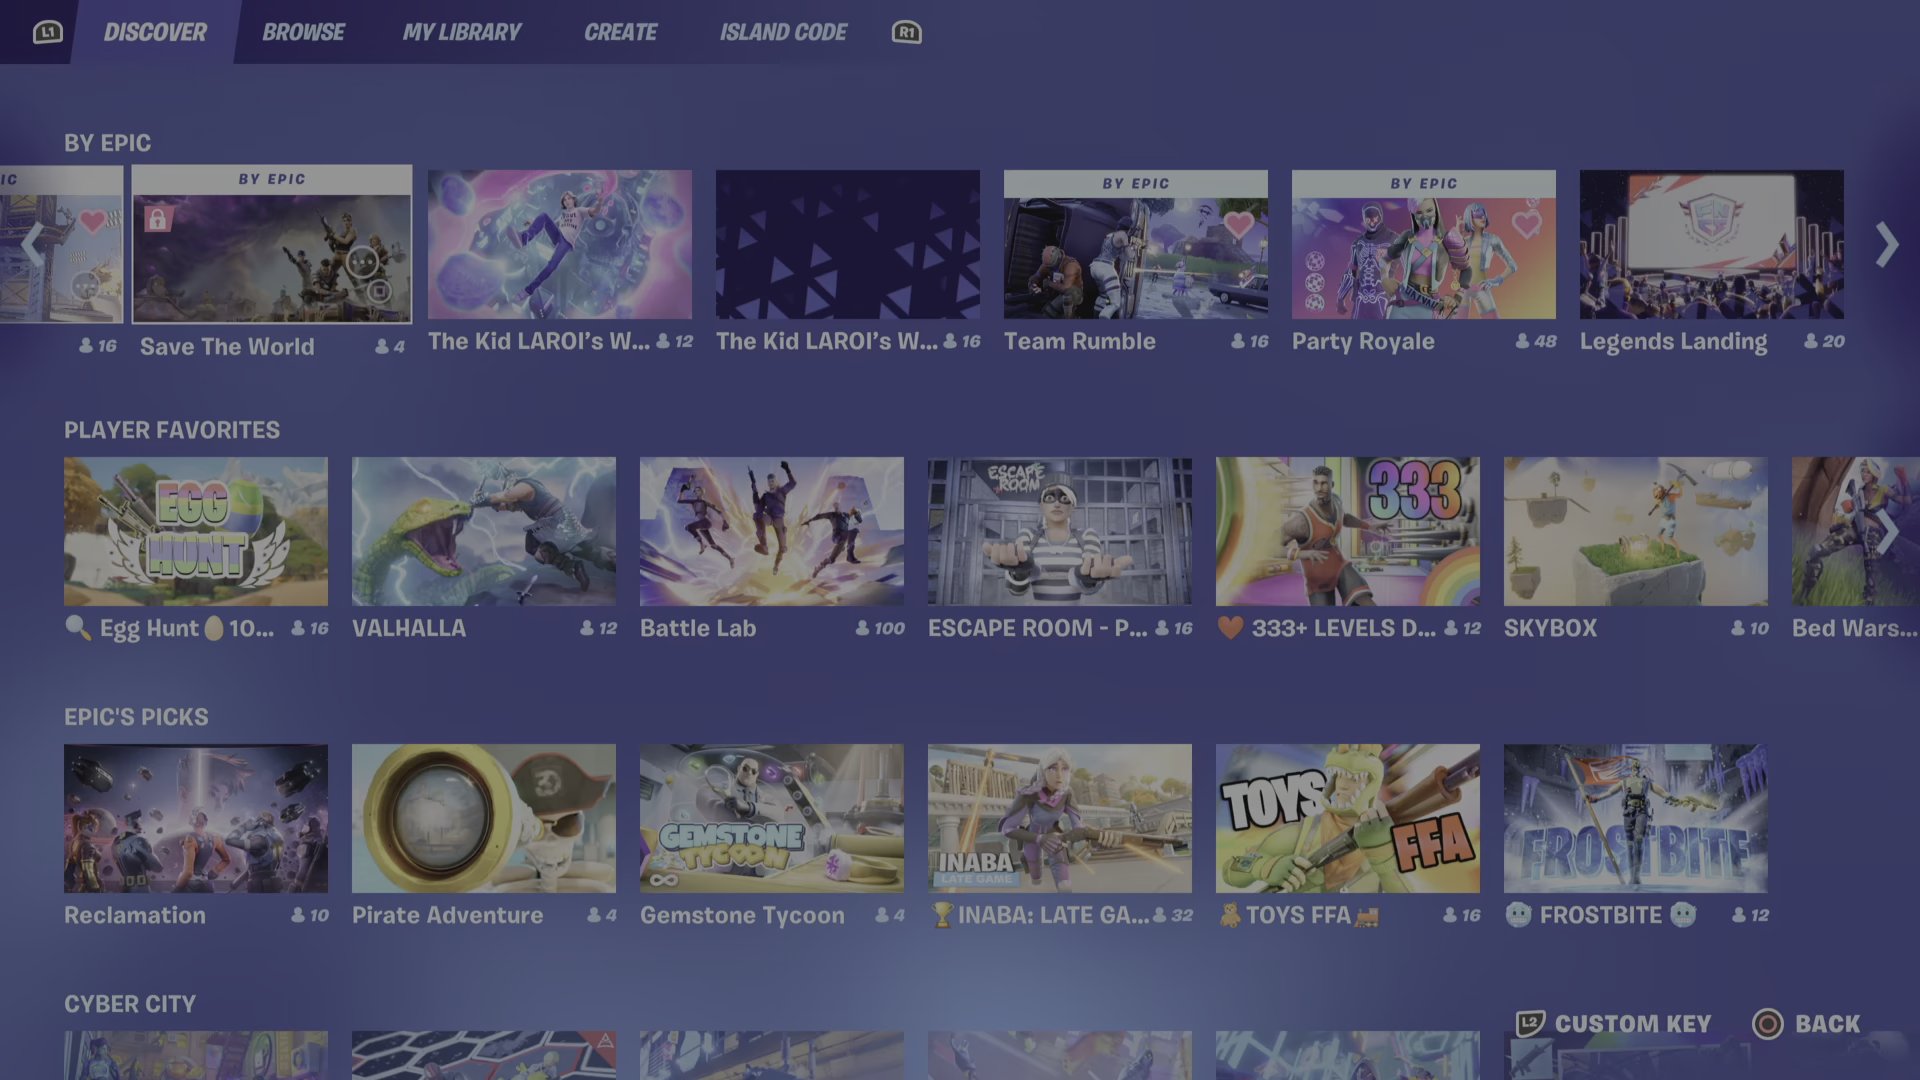 L1 DISCOVER BROWSE MY LIBRARY CREATE ISLAND CODE R1
BY EPIC
IC
BY EPIC
BY EPIC
BY EPIC
16
Save The World 4
The Kid LAROI's W... 12
The Kid LAROI's W... 16
Team Rumble 16
Party Royale 48
Legends Landing 20
PLAYER FAVORITES
EGG
HUNT
ESCAPE
ROOM
333
🔍 Egg Hunt🥚10... 16
VALHALLA 12
Battle Lab 100
ESCAPE ROOM - P... 16
🧡 333+ LEVELS D... 12
SKYBOX 10
Bed Wars...
EPIC'S PICKS
GEMSTONE
TYCOON
INABA
LATE GAME
TOYS
FFA
FROSTBITE
Reclamation 10
Pirate Adventure 4
Gemstone Tycoon 4
🏆INABA: LATE GA... 32
🧸TOYS FFA🚂 16
🥶 FROSTBITE 🥶 12
CYBER CITY
L2 CUSTOM KEY
BACK